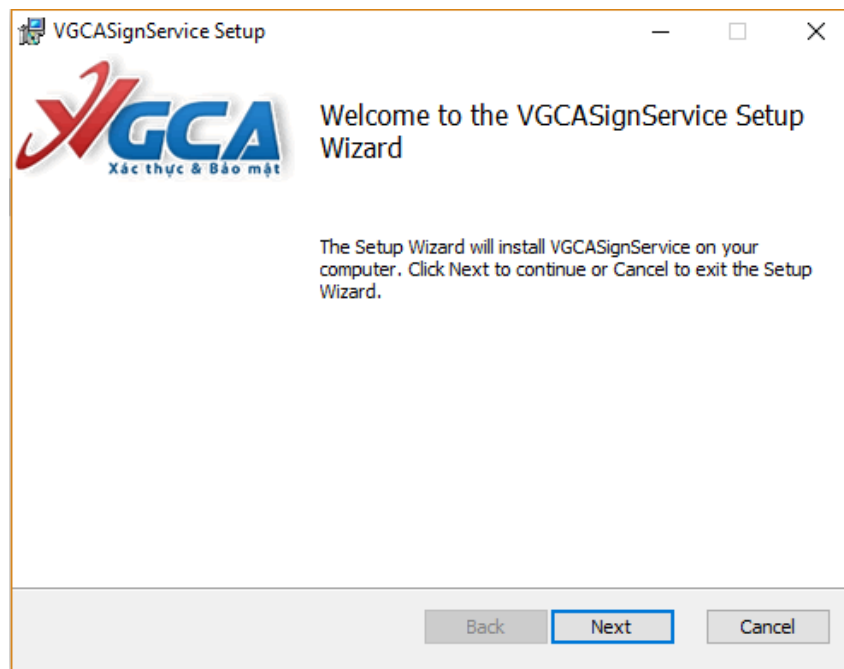 VGCASignService Setup
VGCA
Xác thực & Bảo mật
Welcome to the VGCASignService Setup
Wizard
The Setup Wizard will install VGCASignService on your
computer. Click Next to continue or Cancel to exit the Setup
Wizard.
Back Next Cancel